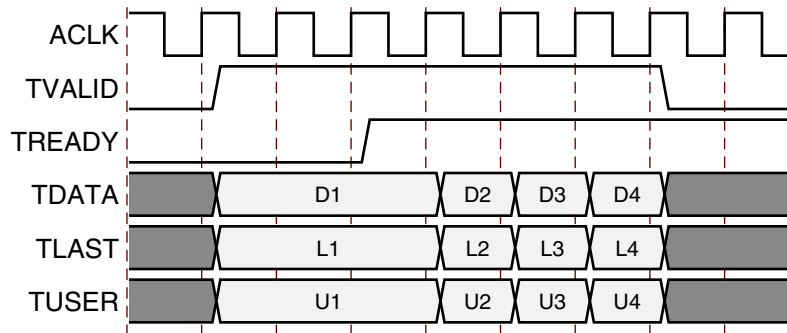 ACLK
TVALID
TREADY
TDATA D1 D2 D3 D4
TLAST L1 L2 L3 L4
TUSER U1 U2 U3 U4